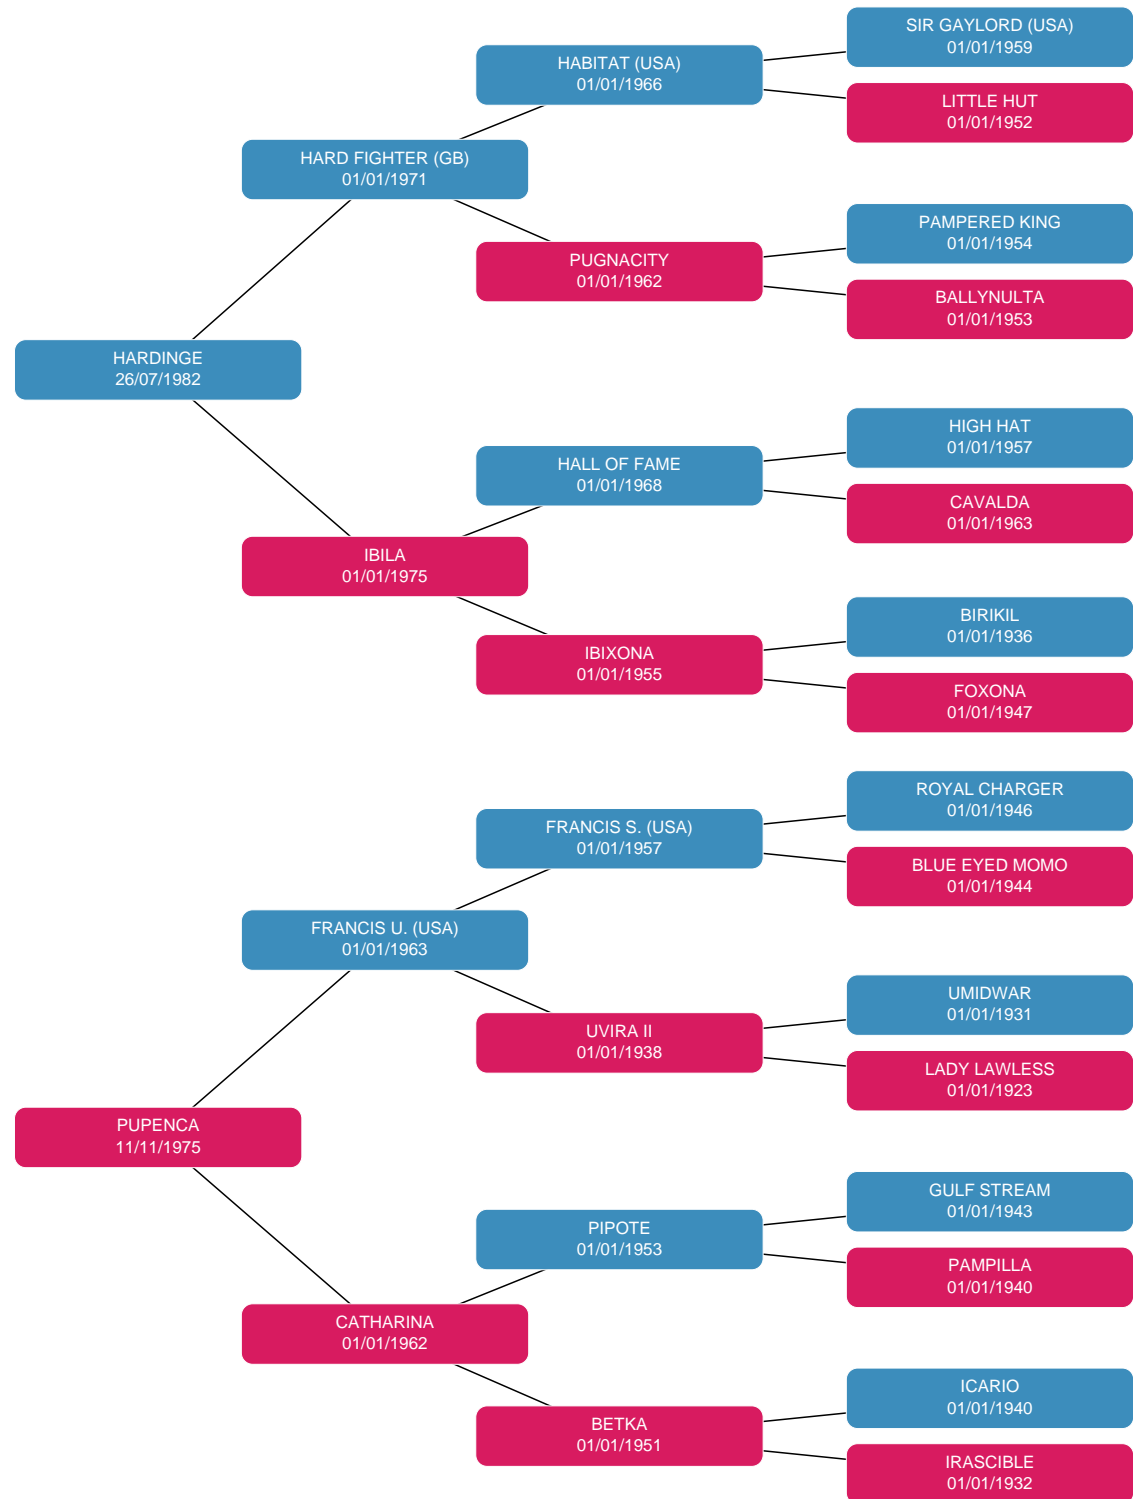 SIR GAYLORD (USA)
01/01/1959
HABITAT (USA)
01/01/1966
LITTLE HUT
01/01/1952
HARD FIGHTER (GB)
01/01/1971
PAMPERED KING
01/01/1954
PUGNACITY
01/01/1962
BALLYNULTA
01/01/1953
HARDINGE
26/07/1982
HIGH HAT
01/01/1957
HALL OF FAME
01/01/1968
CAVALDA
01/01/1963
IBILA
01/01/1975
BIRIKIL
01/01/1936
IBIXONA
01/01/1955
FOXONA
01/01/1947
ROYAL CHARGER
01/01/1946
FRANCIS S. (USA)
01/01/1957
BLUE EYED MOMO
01/01/1944
FRANCIS U. (USA)
01/01/1963
UMIDWAR
01/01/1931
UVIRA II
01/01/1938
LADY LAWLESS
01/01/1923
PUPENCA
11/11/1975
GULF STREAM
01/01/1943
PIPOTE
01/01/1953
PAMPILLA
01/01/1940
CATHARINA
01/01/1962
ICARIO
01/01/1940
BETKA
01/01/1951
IRASCIBLE
01/01/1932